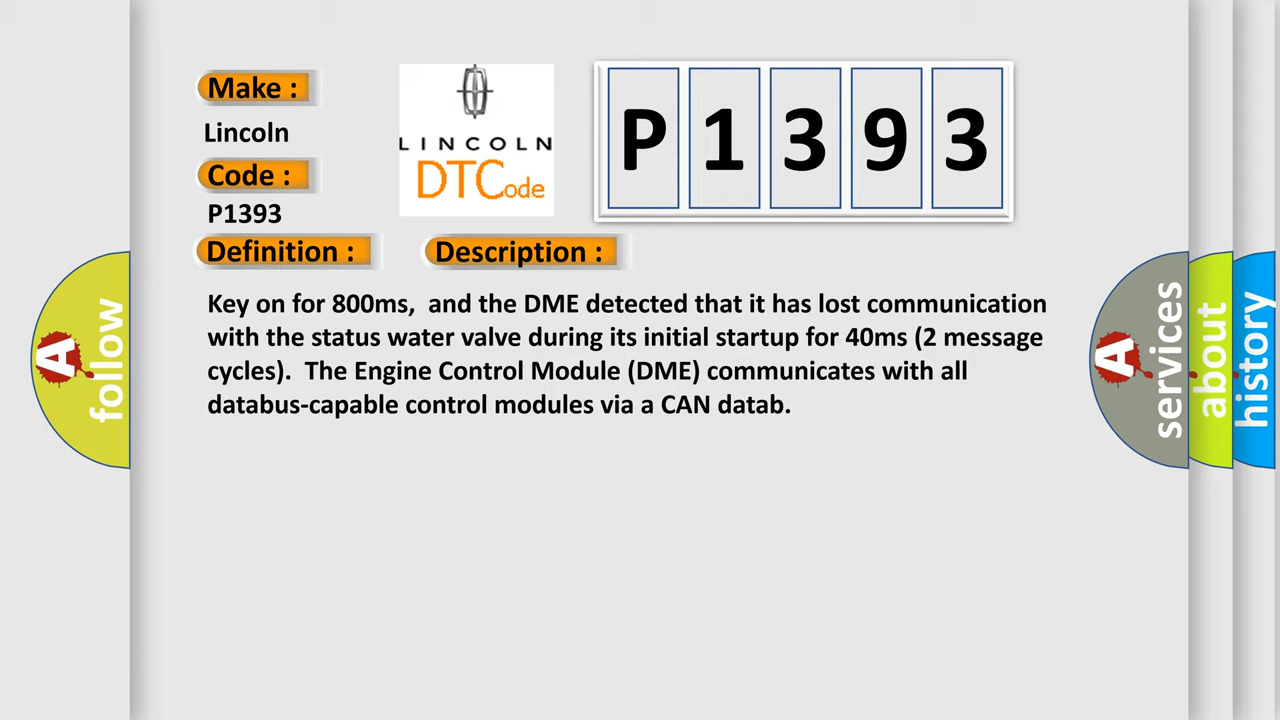 Make :
Lincoln
Code :
P1393
LINCOLN
DTCode
P 1 3 9 3
Definition :
Description :
Key on for 800ms,  and the DME detected that it has lost communication
with the status water valve during its initial startup for 40ms (2 message
cycles).  The Engine Control Module (DME) communicates with all
databus-capable control modules via a CAN datab.
A
follow
A
services
about
history